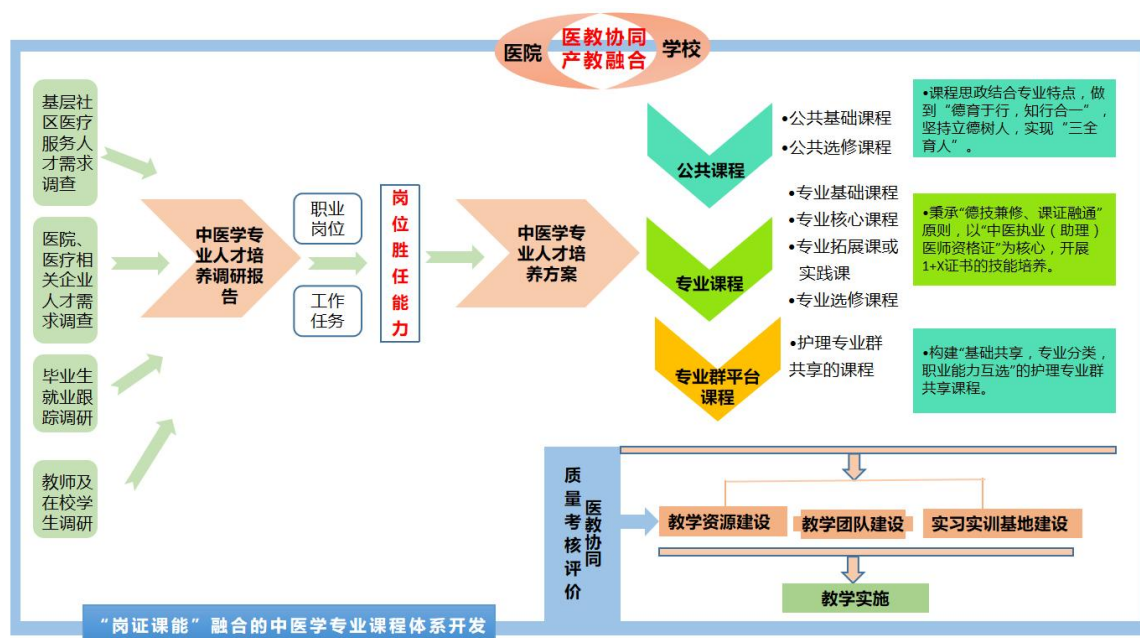 医院
医教协同
产教融合
学校
基层社
区医疗
服务人
才需求
调查
医院、
医疗相
关企业
人才需
求调查
毕业生
就业跟
踪调研
教师及
在校学
生调研
中医学专
业人才培
养调研报
告
职业
岗位
工作
任务
岗位胜任能力
中医学专
业人才培
养方案
公共课程
•公共基础课程
•公共选修课程
•课程思政结合专业特点，做
到“德育于行，知行合一”，
坚持立德树人，实现“三全
育人”。
专业课程
•专业基础课程
•专业核心课程
•专业拓展课或
实践课
•专业选修课程
•秉承“德技兼修、课证融通”
原则，以“中医执业（助理）
医师资格证”为核心，开展
1+X证书的技能培养。
专业群平台
课程
•护理专业群
共享的课程
•构建“基础共享，专业分类，
职业能力互选”的护理专业群
共享课程。
医教协同
质量考核评价
教学资源建设
教学团队建设
实习实训基地建设
教学实施
“岗证课能”融合的中医学专业课程体系开发